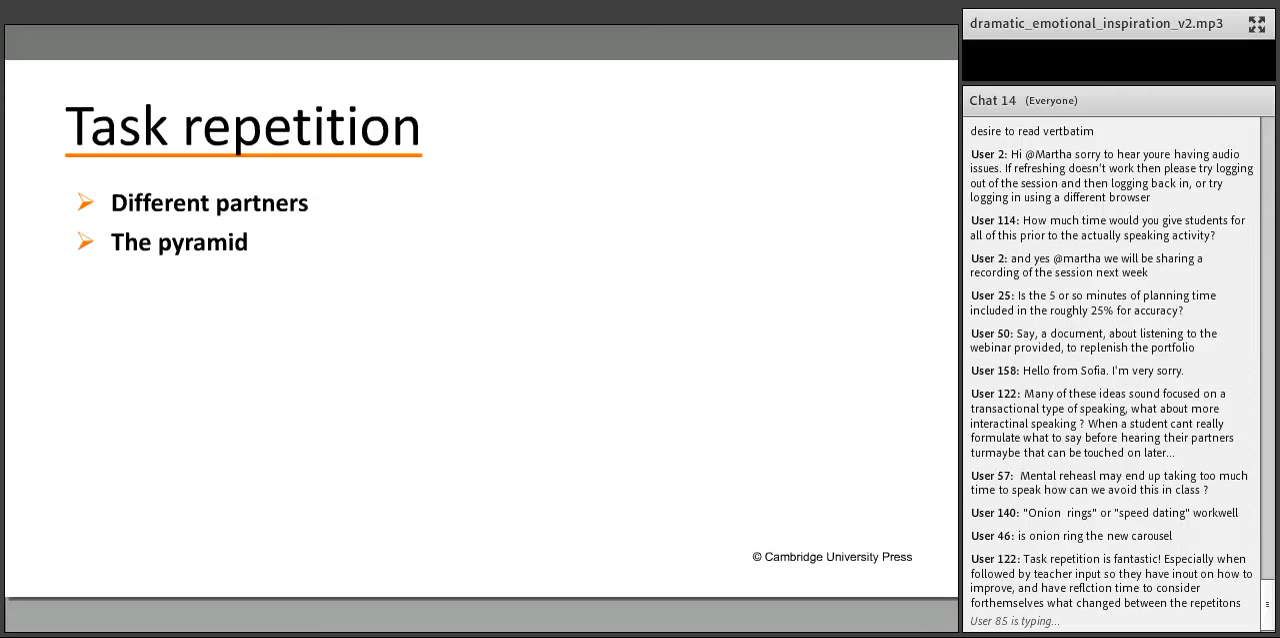 Task repetition
Different partners
The pyramid
© Cambridge University Press
dramatic_emotional_inspiration_v2.mp3
Chat 14 (Everyone)
desire to read vertbatim
User 2: Hi @Martha sorry to hear youre having audio
issues. If refreshing doesn't work then please try logging
out of the session and then logging back in, or try
logging in using a different browser
User 114: How much time would you give students for
all of this prior to the actually speaking activity?
User 2: and yes @martha we will be sharing a
recording of the session next week
User 25: Is the 5 or so minutes of planning time
included in the roughly 25% for accuracy?
User 50: Say, a document, about listening to the
webinar provided, to replenish the portfolio
User 158: Hello from Sofia. I'm very sorry.
User 122: Many of these ideas sound focused on a
transactional type of speaking, what about more
interactinal speaking ? When a student cant really
formulate what to say before hearing their partners
turmaybe that can be touched on later...
User 57: Mental reheasl may end up taking too much
time to speak how can we avoid this in class ?
User 140: "Onion rings" or "speed dating" workwell
User 46: is onion ring the new carousel
User 122: Task repetition is fantastic! Especially when
followed by teacher input so they have inout on how to
improve, and have reflction time to consider
forthemselves what changed between the repetitons
User 85 is typing...